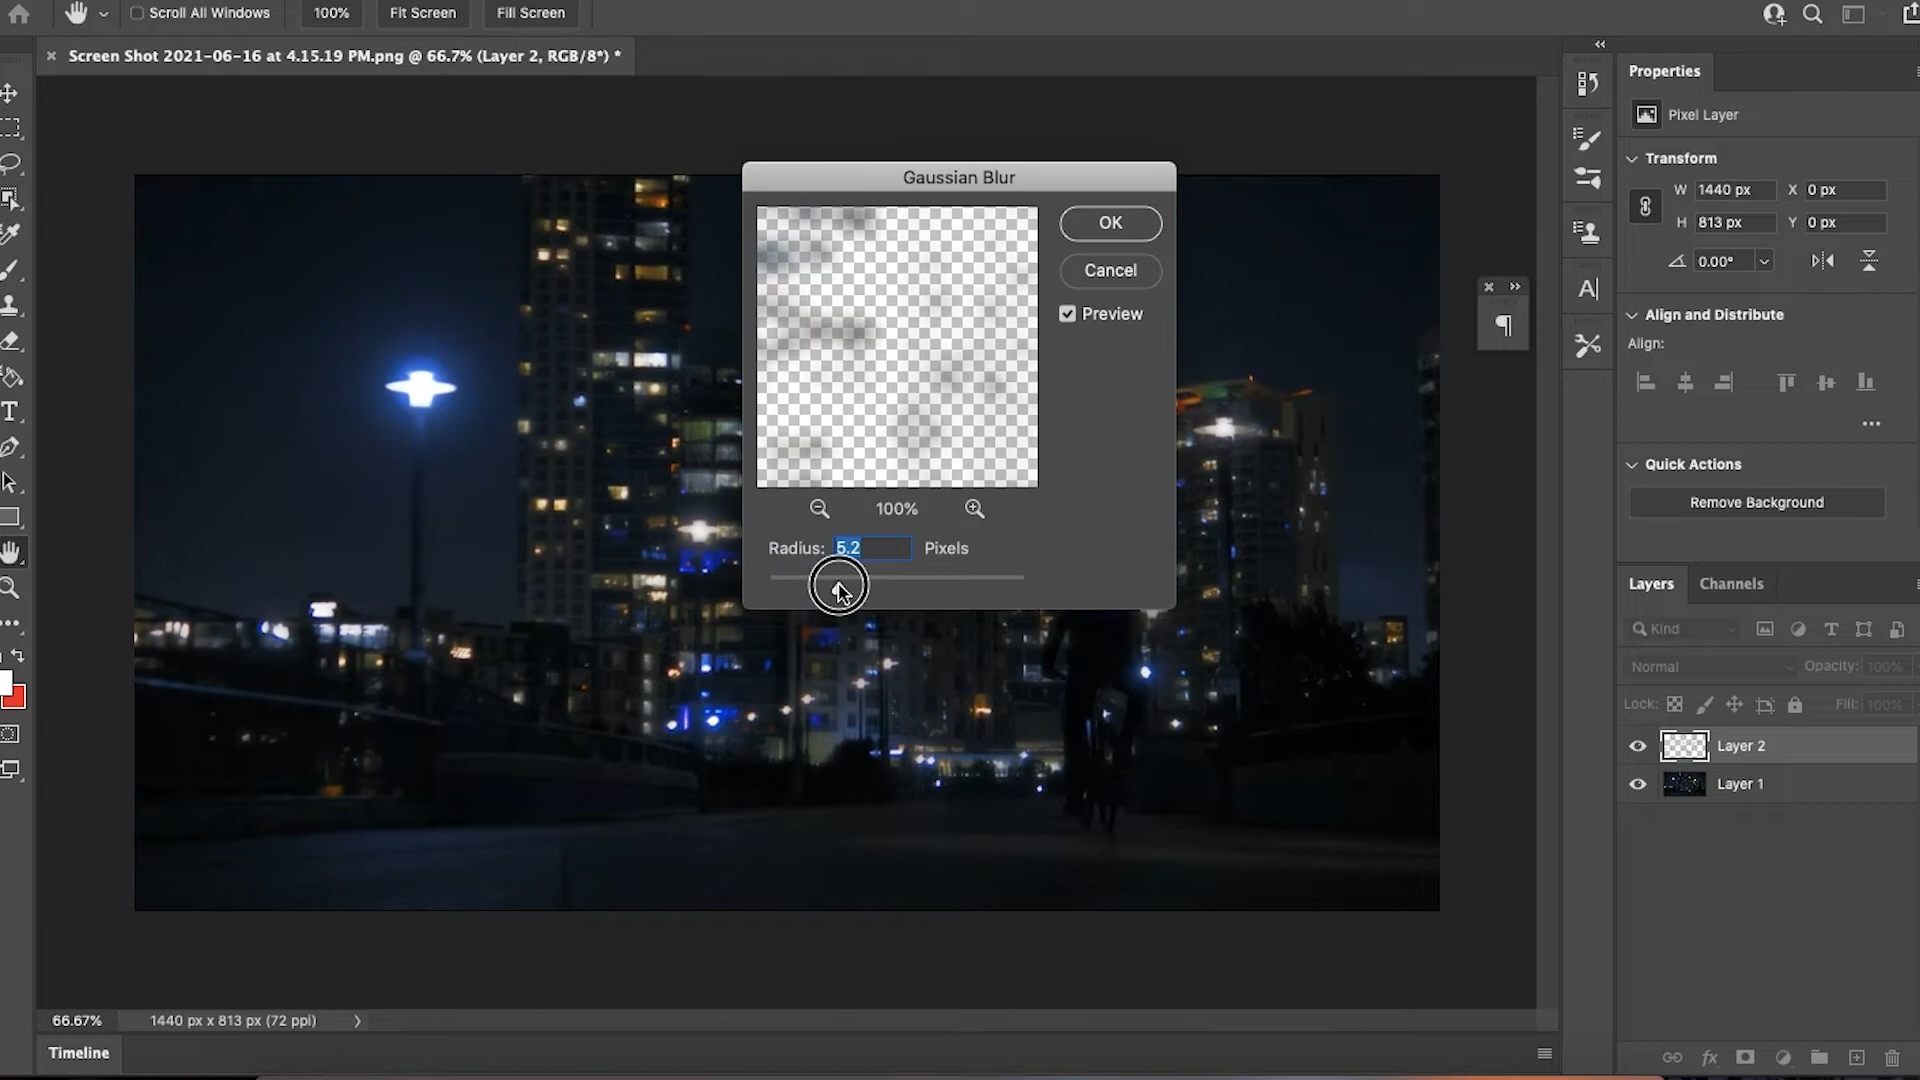 Scroll All Windows
100%
Fit Screen
Fill Screen
Screen Shot 2021-06-16 at 4.15.19 PM.png @ 66.7% (Layer 2, RGB/8*) *
Gaussian Blur
OK
Cancel
Preview
100%
Radius: 5.2 Pixels
Properties
Pixel Layer
Transform
W 1440 px X 0 px
H 813 px Y 0 px
0.00°
Align and Distribute
Align:
Quick Actions
Remove Background
Layers
Channels
Kind
Normal
Opacity: 100%
Lock:
Fill: 100%
Layer 2
Layer 1
66.67%
1440 px x 813 px (72 ppi)
Timeline